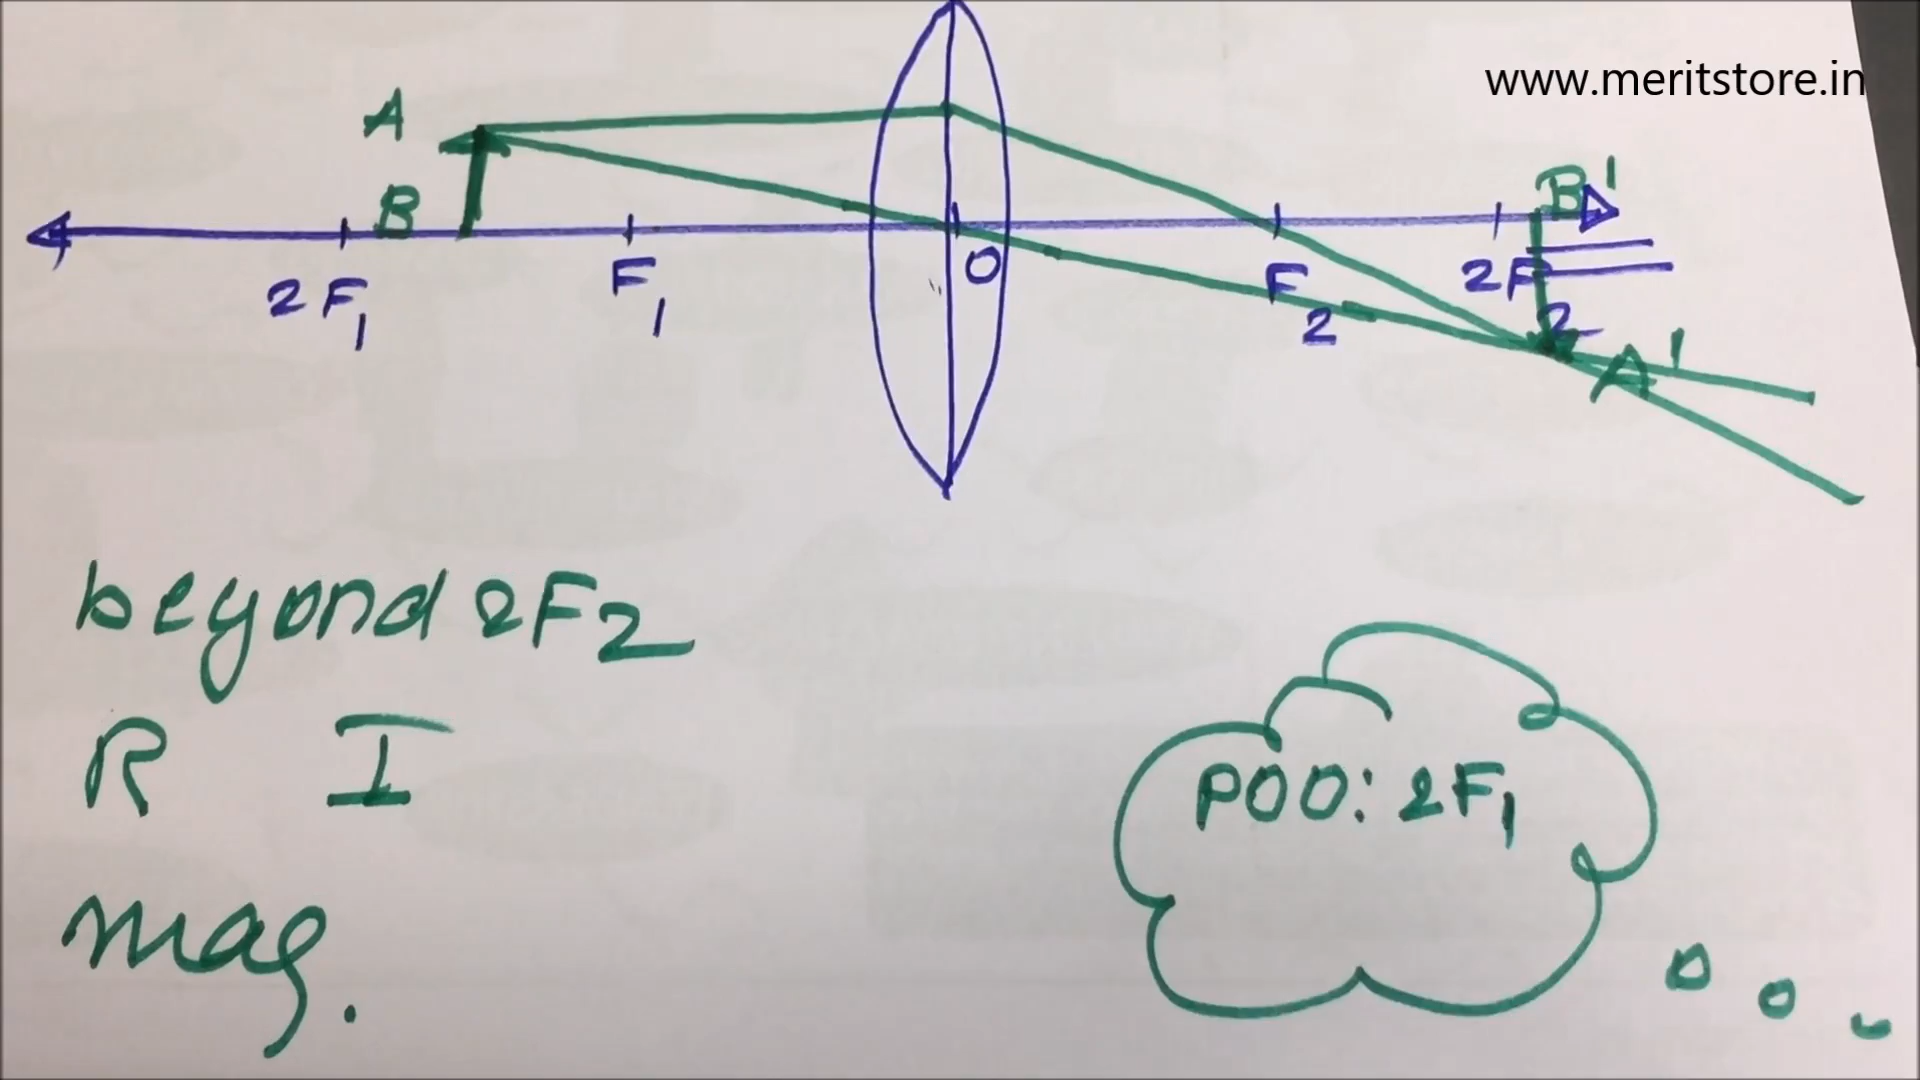 www.meritstore.in
A
B
B'
2F1
F1
O
F2
2F2
A'
beyond 2F2
R I
mag.
POO: 2F1